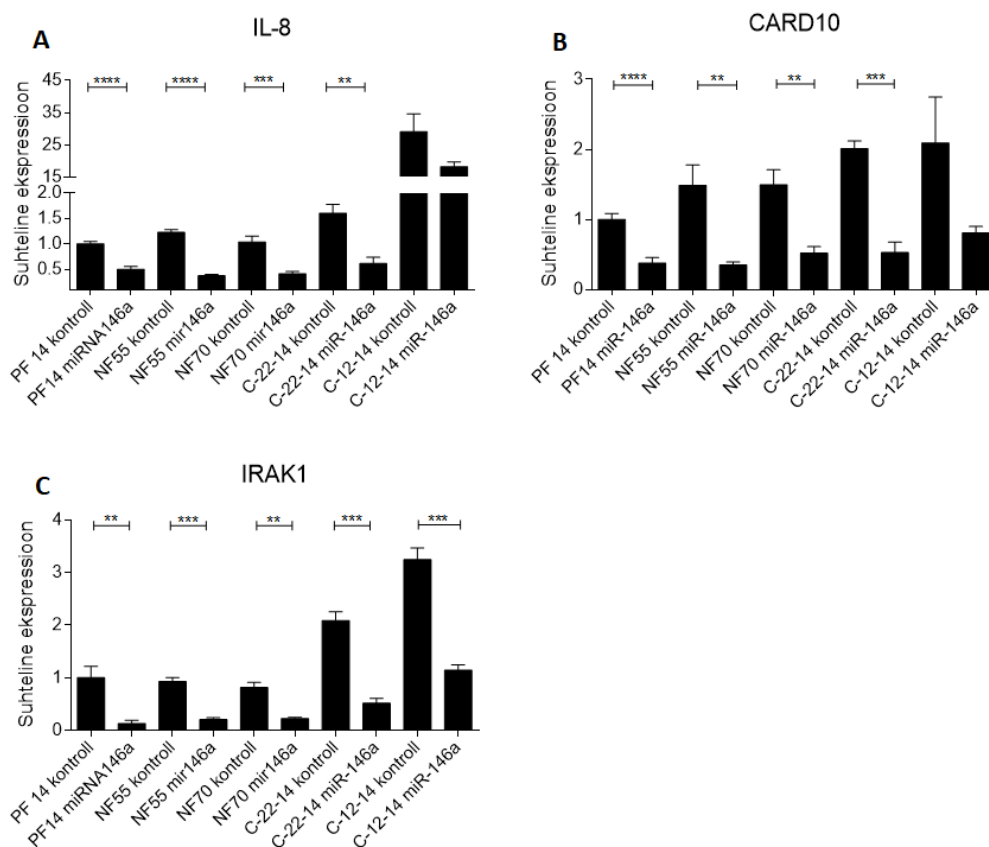 A
IL-8
Suhteline ekspressioon
45
35
25
15
2.0
1.5
1.0
0.5
****
****
***
**
PF 14 kontroll
PF14 miRNA146a
NF55 kontroll
NF55 mir146a
NF70 kontroll
NF70 mir146a
C-22-14 kontroll
C-22-14 miR-146a
C-12-14 kontroll
C-12-14 miR-146a
B
CARD10
Suhteline ekspressioon
3
2
1
0
****
**
**
***
PF 14 kontroll
PF14 miR-146a
NF55 kontroll
NF55 miR-146a
NF70 kontroll
NF70 miR-146a
C-22-14 kontroll
C-22-14 miR-146a
C-12-14 kontroll
C-12-14 miR-146a
C
IRAK1
Suhteline ekspressioon
4
3
2
1
0
**
***
**
***
***
PF 14 kontroll
PF14 miRNA146a
NF55 kontroll
NF55 mir146a
NF70 kontroll
NF70 mir146a
C-22-14 kontroll
C-22-14 miR-146a
C-12-14 kontroll
C-12-14 miR-146a